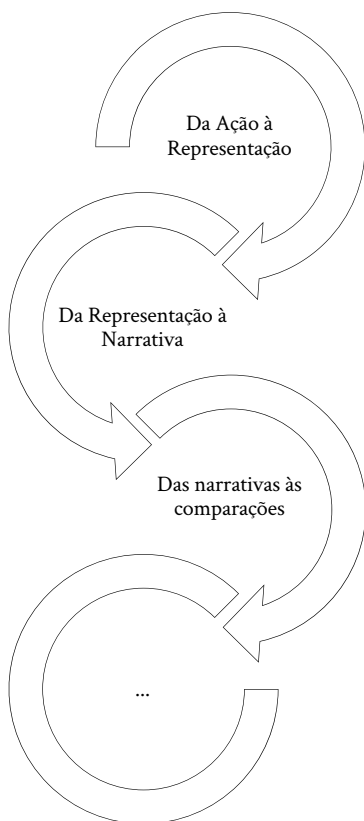 Da Ação à
Representação
Da Representação à
Narrativa
Das narrativas às
comparações
...